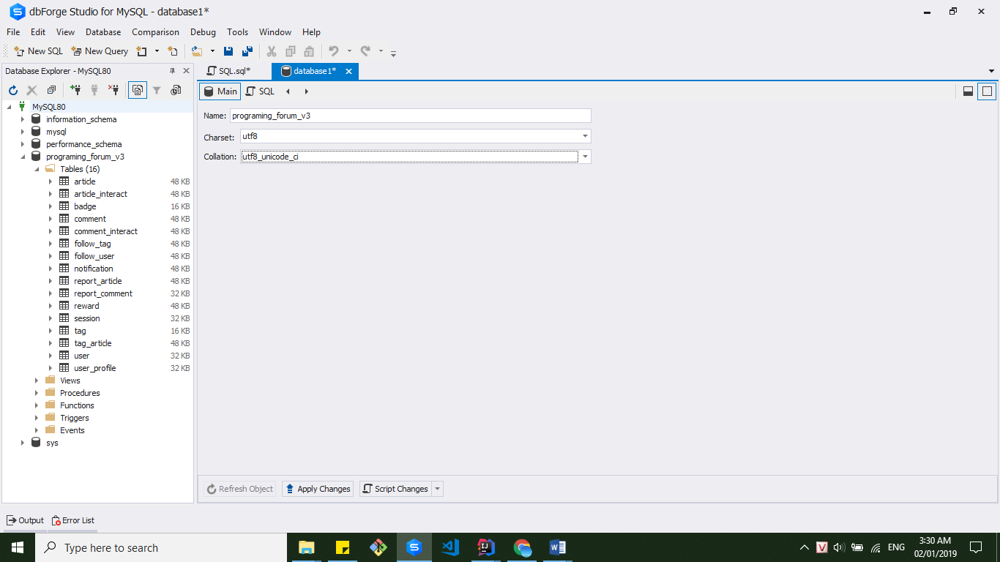 dbForge Studio for MySQL - database1*
File Edit View Database Comparison Debug Tools Window Help
New SQL New Query
Database Explorer - MySQL80
SQL.sql* database1*
Main SQL
MySQL80
information_schema
mysql
performance_schema
programing_forum_v3
Tables (16)
article 48 KB
article_interact 48 KB
badge 16 KB
comment 48 KB
comment_interact 48 KB
follow_tag 48 KB
follow_user 48 KB
notification 48 KB
report_article 48 KB
report_comment 32 KB
reward 48 KB
session 32 KB
tag 16 KB
tag_article 48 KB
user 32 KB
user_profile 32 KB
Views
Procedures
Functions
Triggers
Events
sys
Name: programing_forum_v3
Charset: utf8
Collation: utf8_unicode_ci
Refresh Object Apply Changes Script Changes
Output Error List
Type here to search
ENG
3:30 AM
02/01/2019